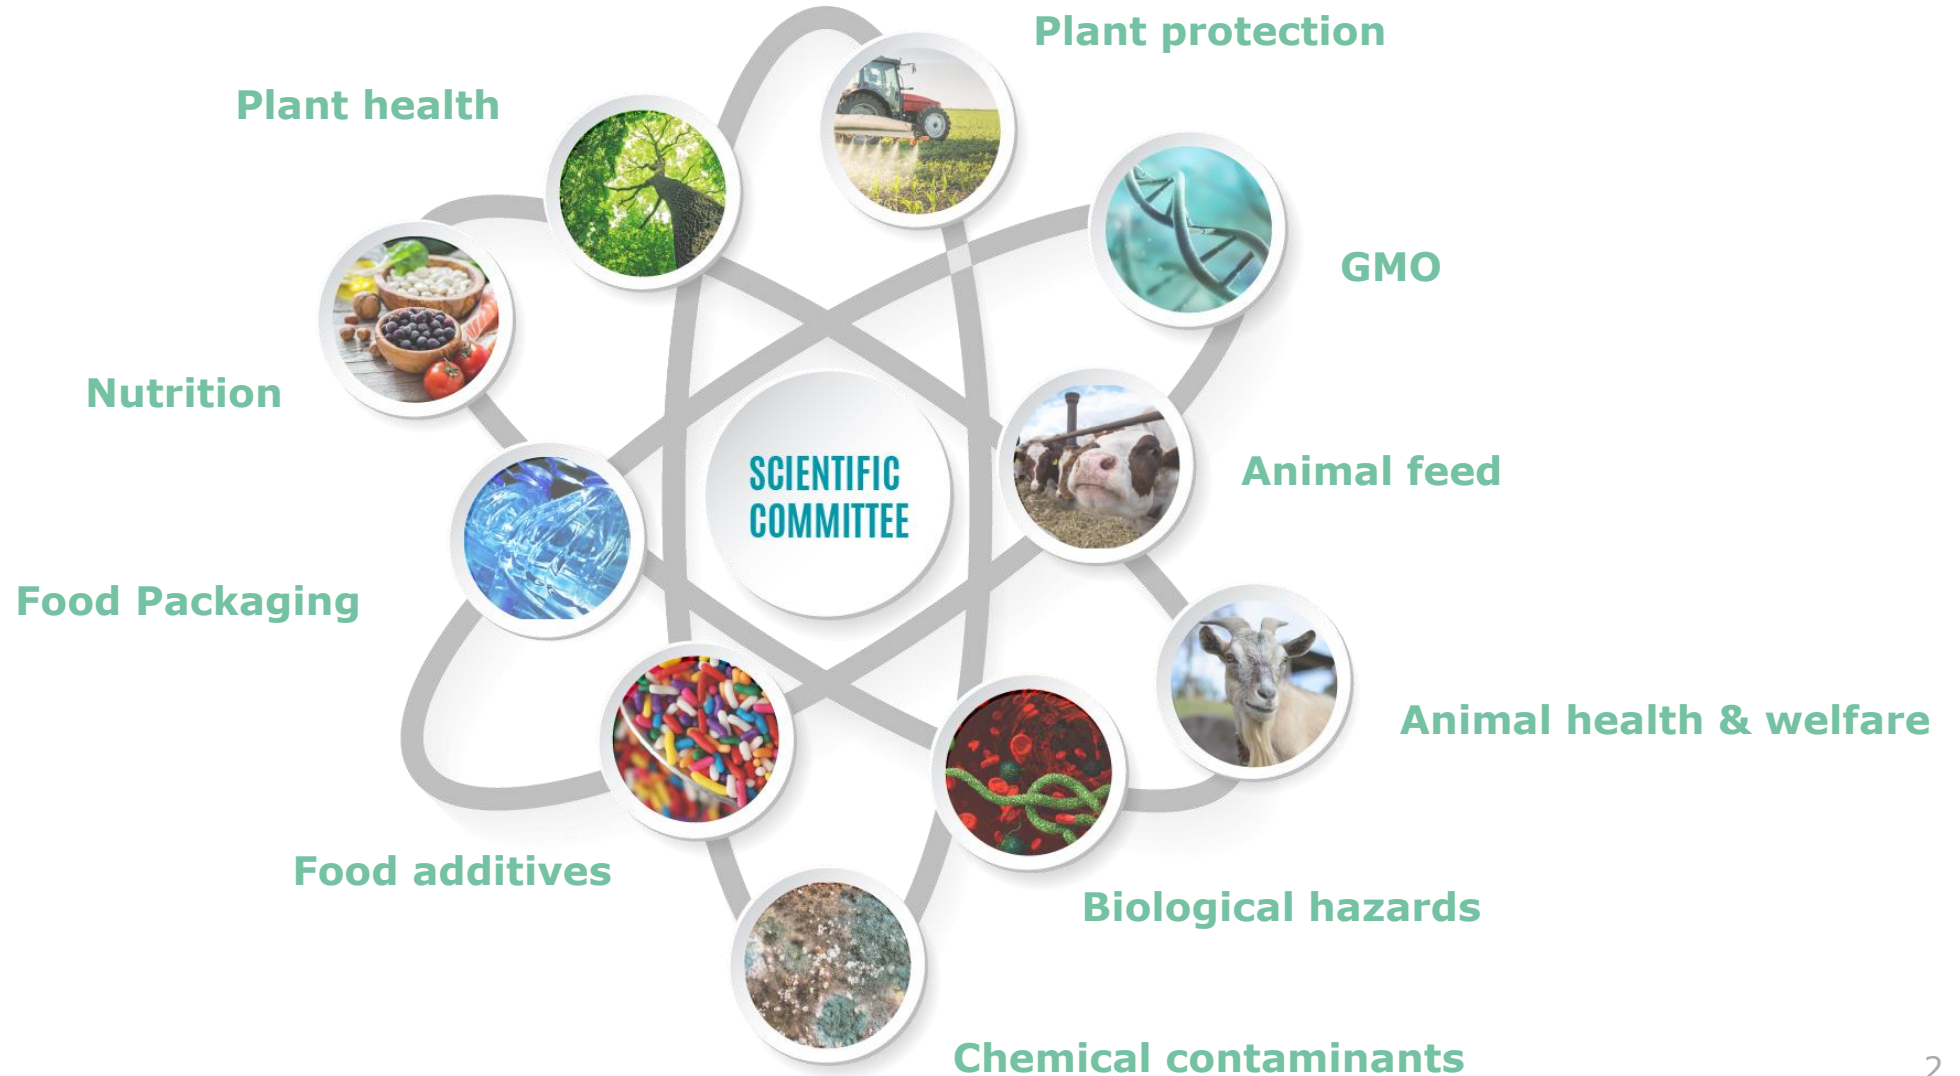 Plant protection
Plant health
GMO
Nutrition
SCIENTIFIC
COMMITTEE
Animal feed
Food Packaging
Animal health & welfare
Food additives
Biological hazards
Chemical contaminants
2